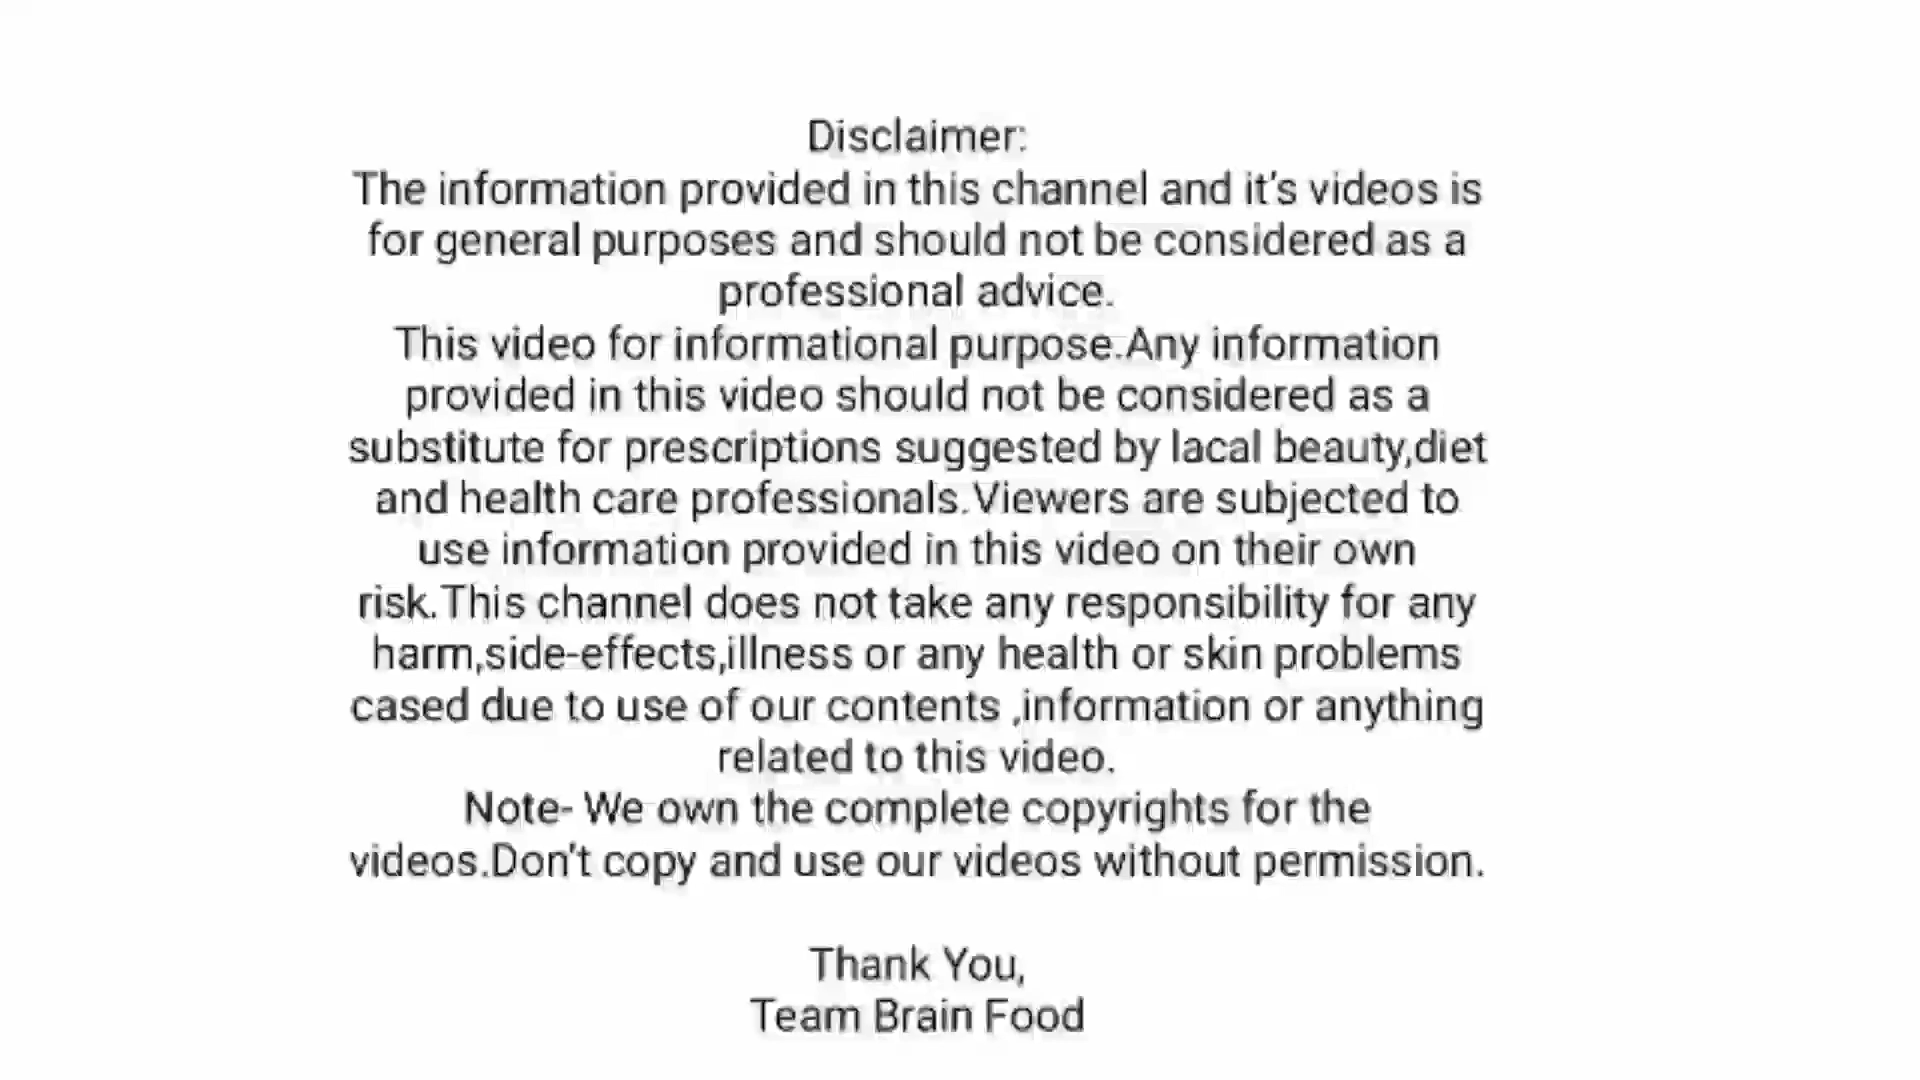 Disclaimer:
The information provided in this channel and it's videos is
for general purposes and should not be considered as a
professional advice.
This video for informational purpose.Any information
provided in this video should not be considered as a
substitute for prescriptions suggested by lacal beauty,diet
and health care professionals.Viewers are subjected to
use information provided in this video on their own
risk.This channel does not take any responsibility for any
harm,side-effects,illness or any health or skin problems
cased due to use of our contents ,information or anything
related to this video.
Note- We own the complete copyrights for the
videos.Don't copy and use our videos without permission.
Thank You,
Team Brain Food